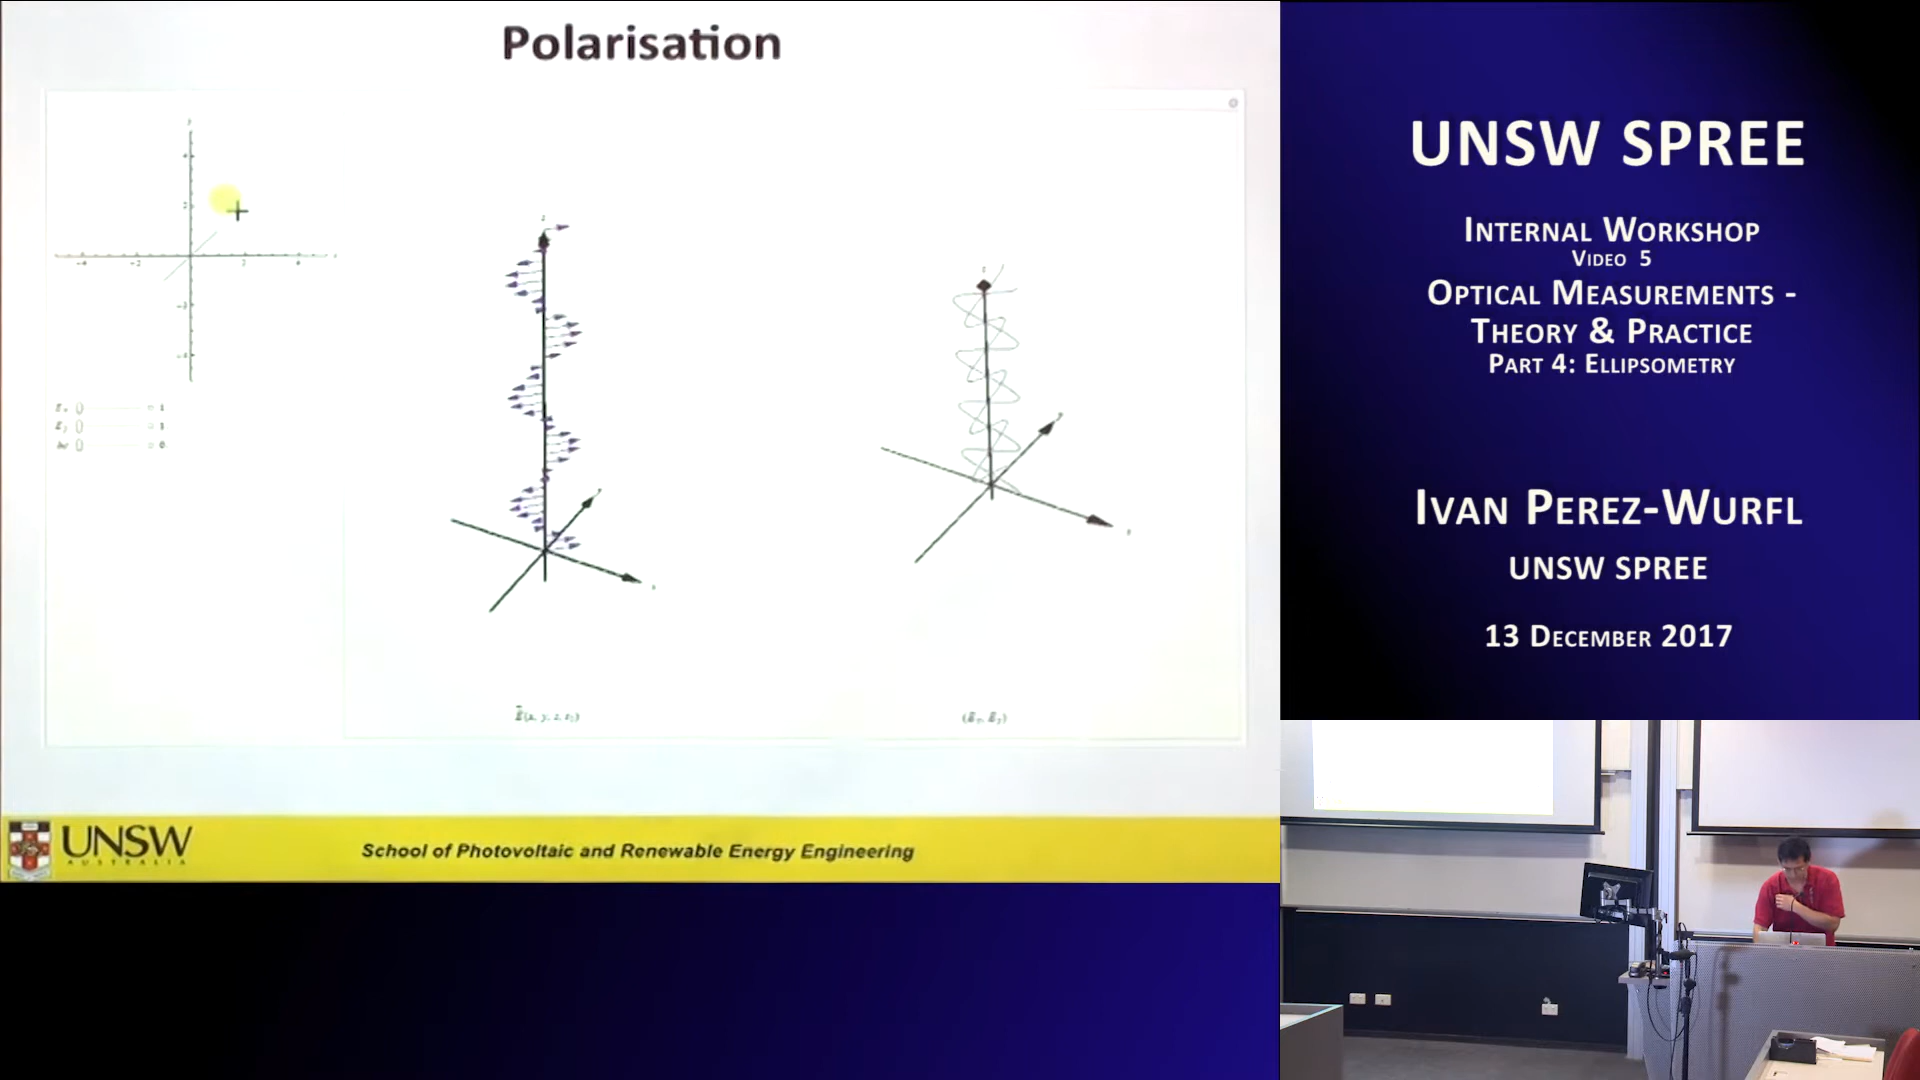 Polarisation
UNSW
AUSTRALIA
School of Photovoltaic and Renewable Energy Engineering
UNSW SPREE
INTERNAL WORKSHOP
VIDEO 5
OPTICAL MEASUREMENTS -
THEORY & PRACTICE
PART 4: ELLIPSOMETRY
IVAN PEREZ-WURFL
UNSW SPREE
13 DECEMBER 2017